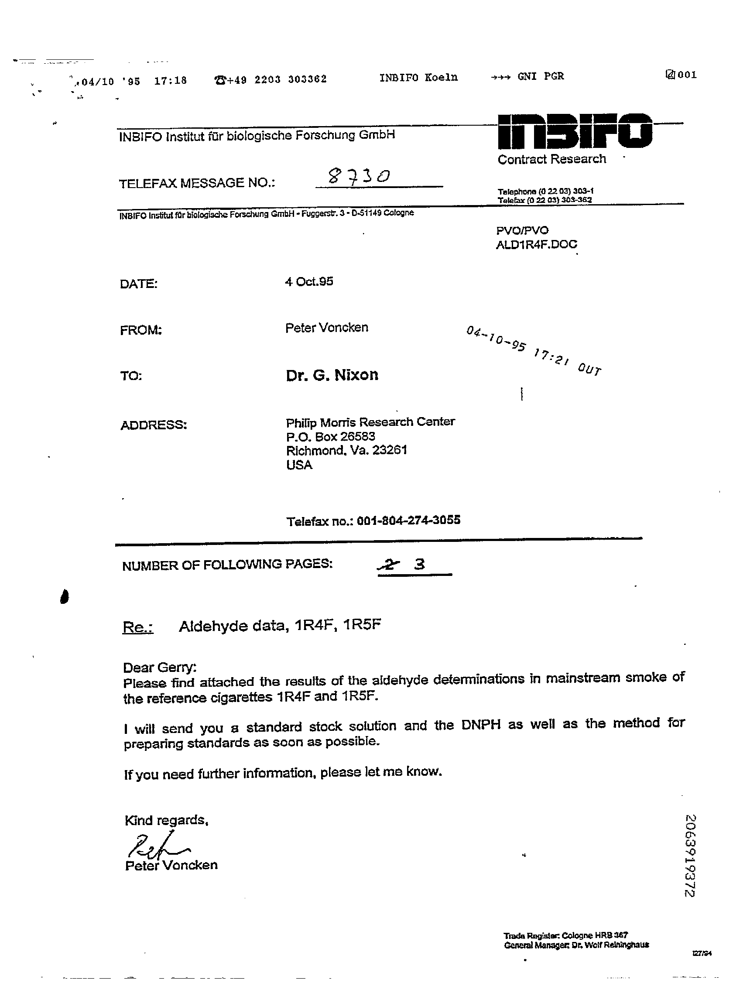 04/10 '95 17:18 ☎+49 2203 303362 INBIFO Koeln →→→ GNI PGR 001
INBIFO Institut für biologische Forschung GmbH
INBIFO
Contract Research
TELEFAX MESSAGE NO.: 8730
Telephone (0 22 03) 303-1
Telefax (0 22 03) 303-362
INBIFO Institut für biologische Forschung GmbH - Fuggerstr. 3 - D-51149 Cologne
PVO/PVO
ALD1R4F.DOC
DATE: 4 Oct.95
FROM: Peter Voncken
04-10-95 17:21 OUT
TO: Dr. G. Nixon
ADDRESS: Philip Morris Research Center
P.O. Box 26583
Richmond, Va. 23261
USA
Telefax no.: 001-804-274-3055
NUMBER OF FOLLOWING PAGES: 2 3
Re.: Aldehyde data, 1R4F, 1R5F
Dear Gerry:
Please find attached the results of the aldehyde determinations in mainstream smoke of
the reference cigarettes 1R4F and 1R5F.
I will send you a standard stock solution and the DNPH as well as the method for
preparing standards as soon as possible.
If you need further information, please let me know.
Kind regards,
Peter Voncken
2063919372
Trade Register: Cologne HRB 367
General Manager: Dr. Wolf Reininghaus
127/94